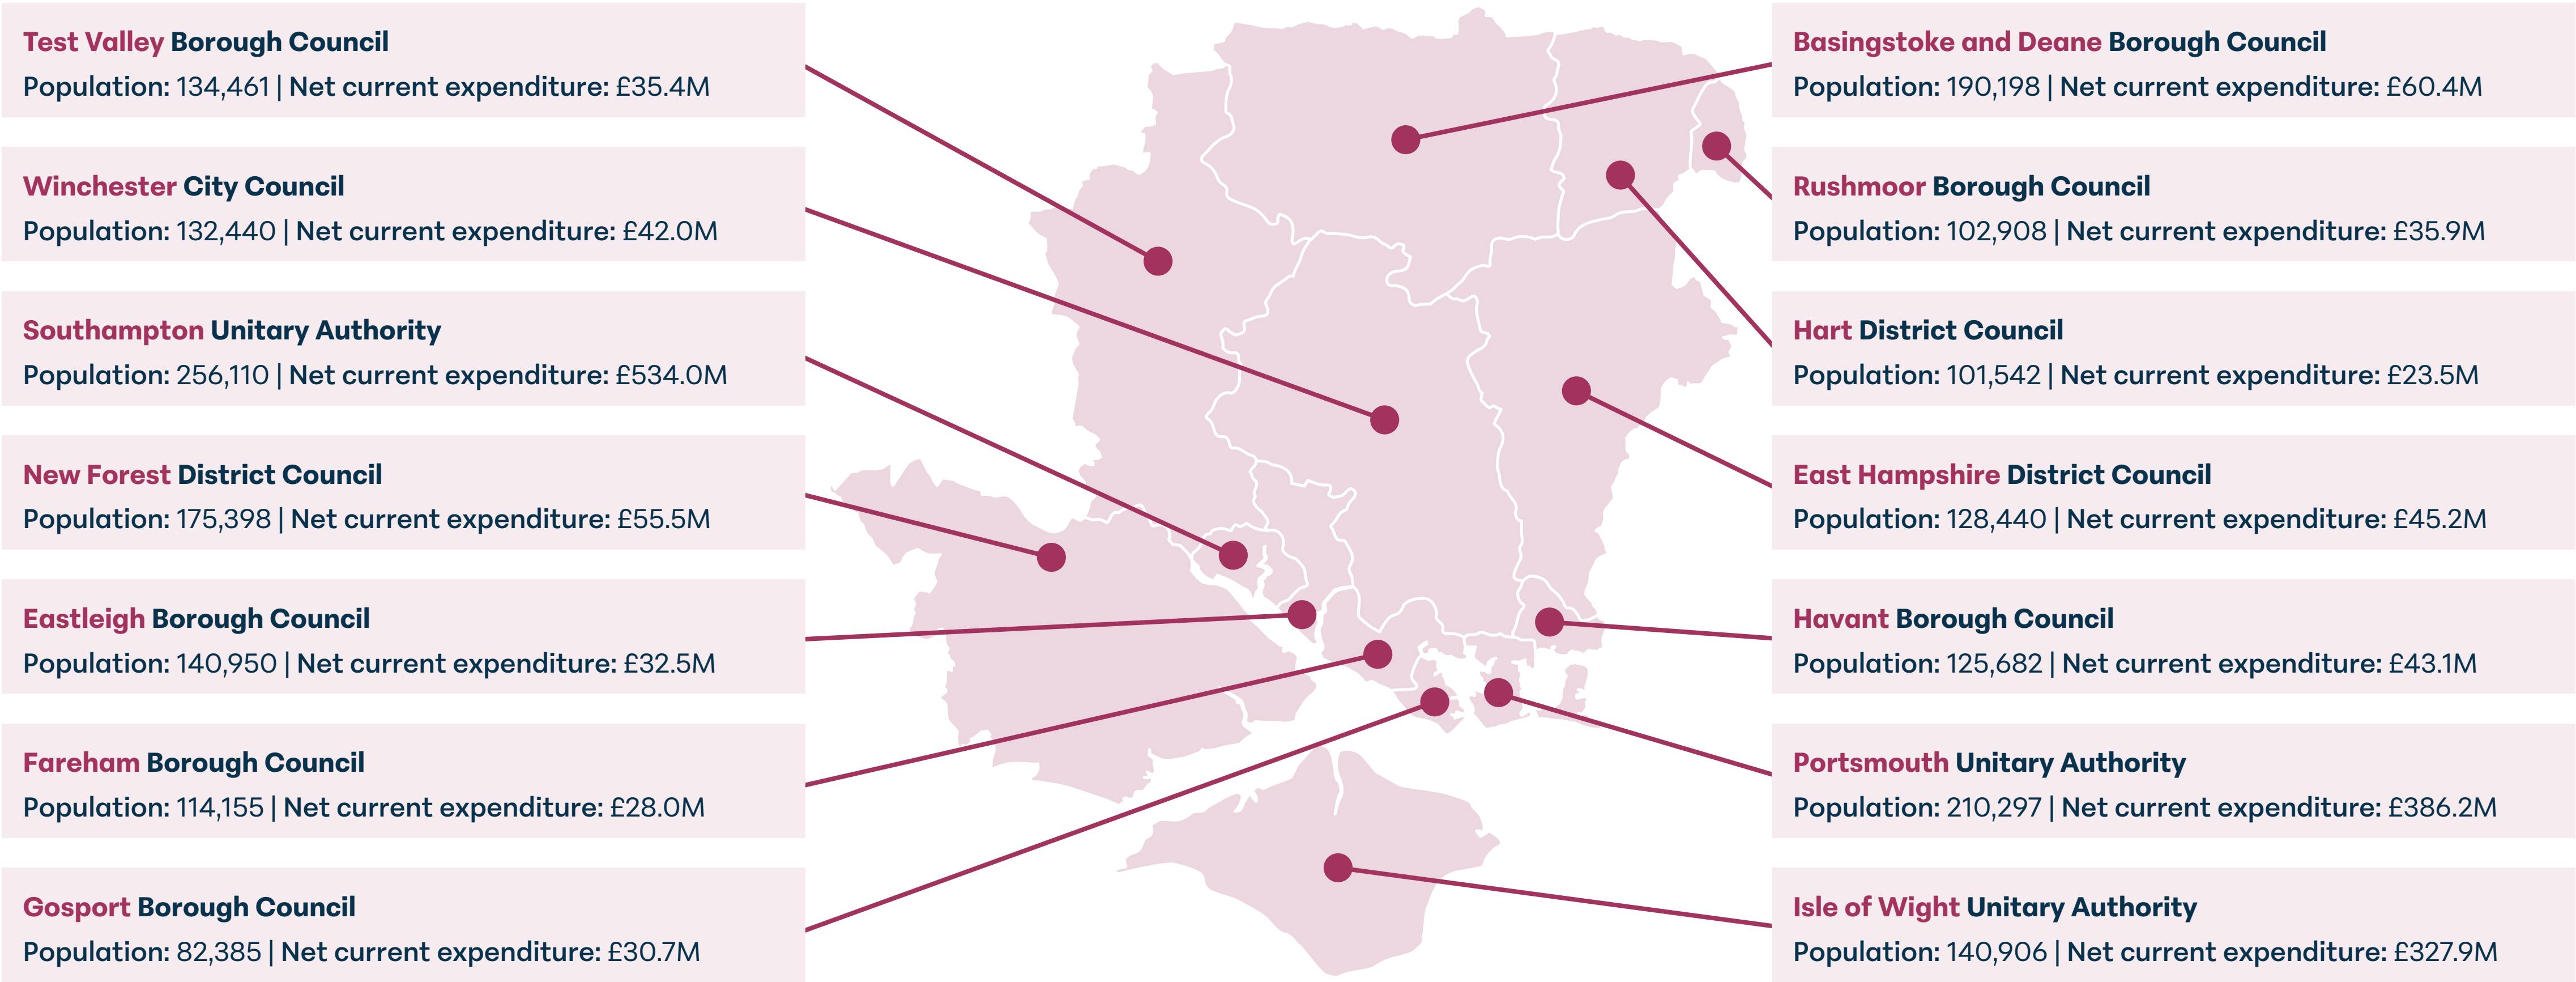 Test Valley Borough Council
Population: 134,461 | Net current expenditure: £35.4M
Winchester City Council
Population: 132,440 | Net current expenditure: £42.0M
Southampton Unitary Authority
Population: 256,110 | Net current expenditure: £534.0M
New Forest District Council
Population: 175,398 | Net current expenditure: £55.5M
Eastleigh Borough Council
Population: 140,950 | Net current expenditure: £32.5M
Fareham Borough Council
Population: 114,155 | Net current expenditure: £28.0M
Gosport Borough Council
Population: 82,385 | Net current expenditure: £30.7M
Basingstoke and Deane Borough Council
Population: 190,198 | Net current expenditure: £60.4M
Rushmoor Borough Council
Population: 102,908 | Net current expenditure: £35.9M
Hart District Council
Population: 101,542 | Net current expenditure: £23.5M
East Hampshire District Council
Population: 128,440 | Net current expenditure: £45.2M
Havant Borough Council
Population: 125,682 | Net current expenditure: £43.1M
Portsmouth Unitary Authority
Population: 210,297 | Net current expenditure: £386.2M
Isle of Wight Unitary Authority
Population: 140,906 | Net current expenditure: £327.9M